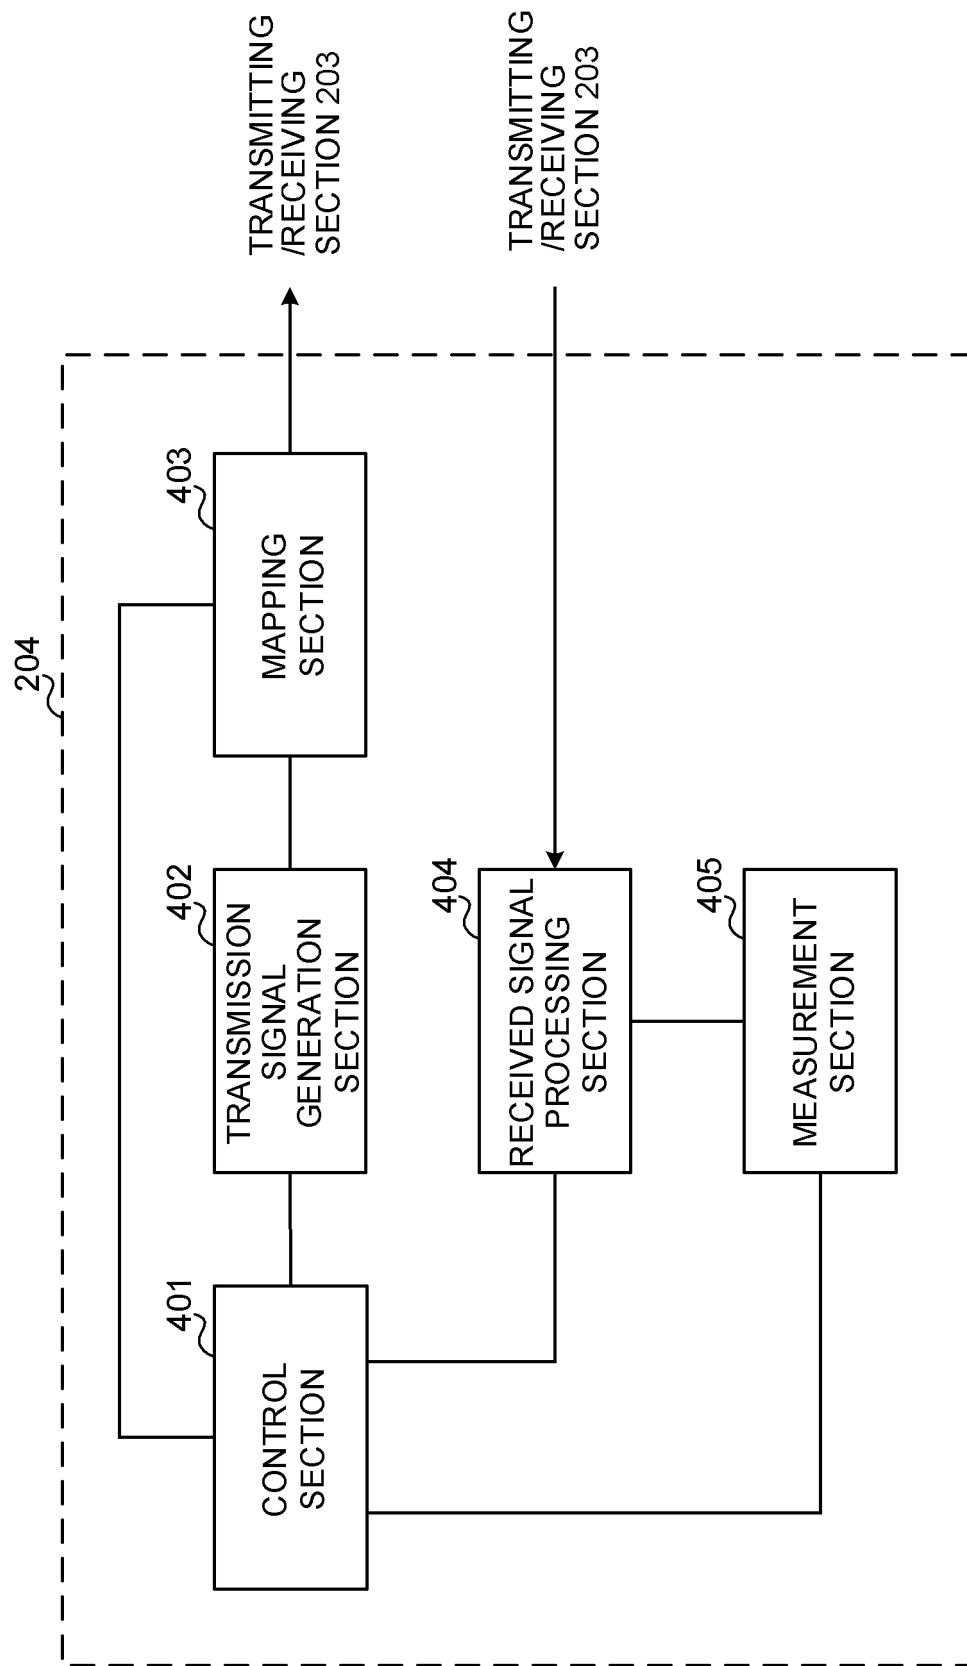 204
401
CONTROL
SECTION
402
TRANSMISSION
SIGNAL
GENERATION
SECTION
403
MAPPING
SECTION
TRANSMITTING
/RECEIVING
SECTION 203
404
RECEIVED SIGNAL
PROCESSING
SECTION
TRANSMITTING
/RECEIVING
SECTION 203
405
MEASUREMENT
SECTION